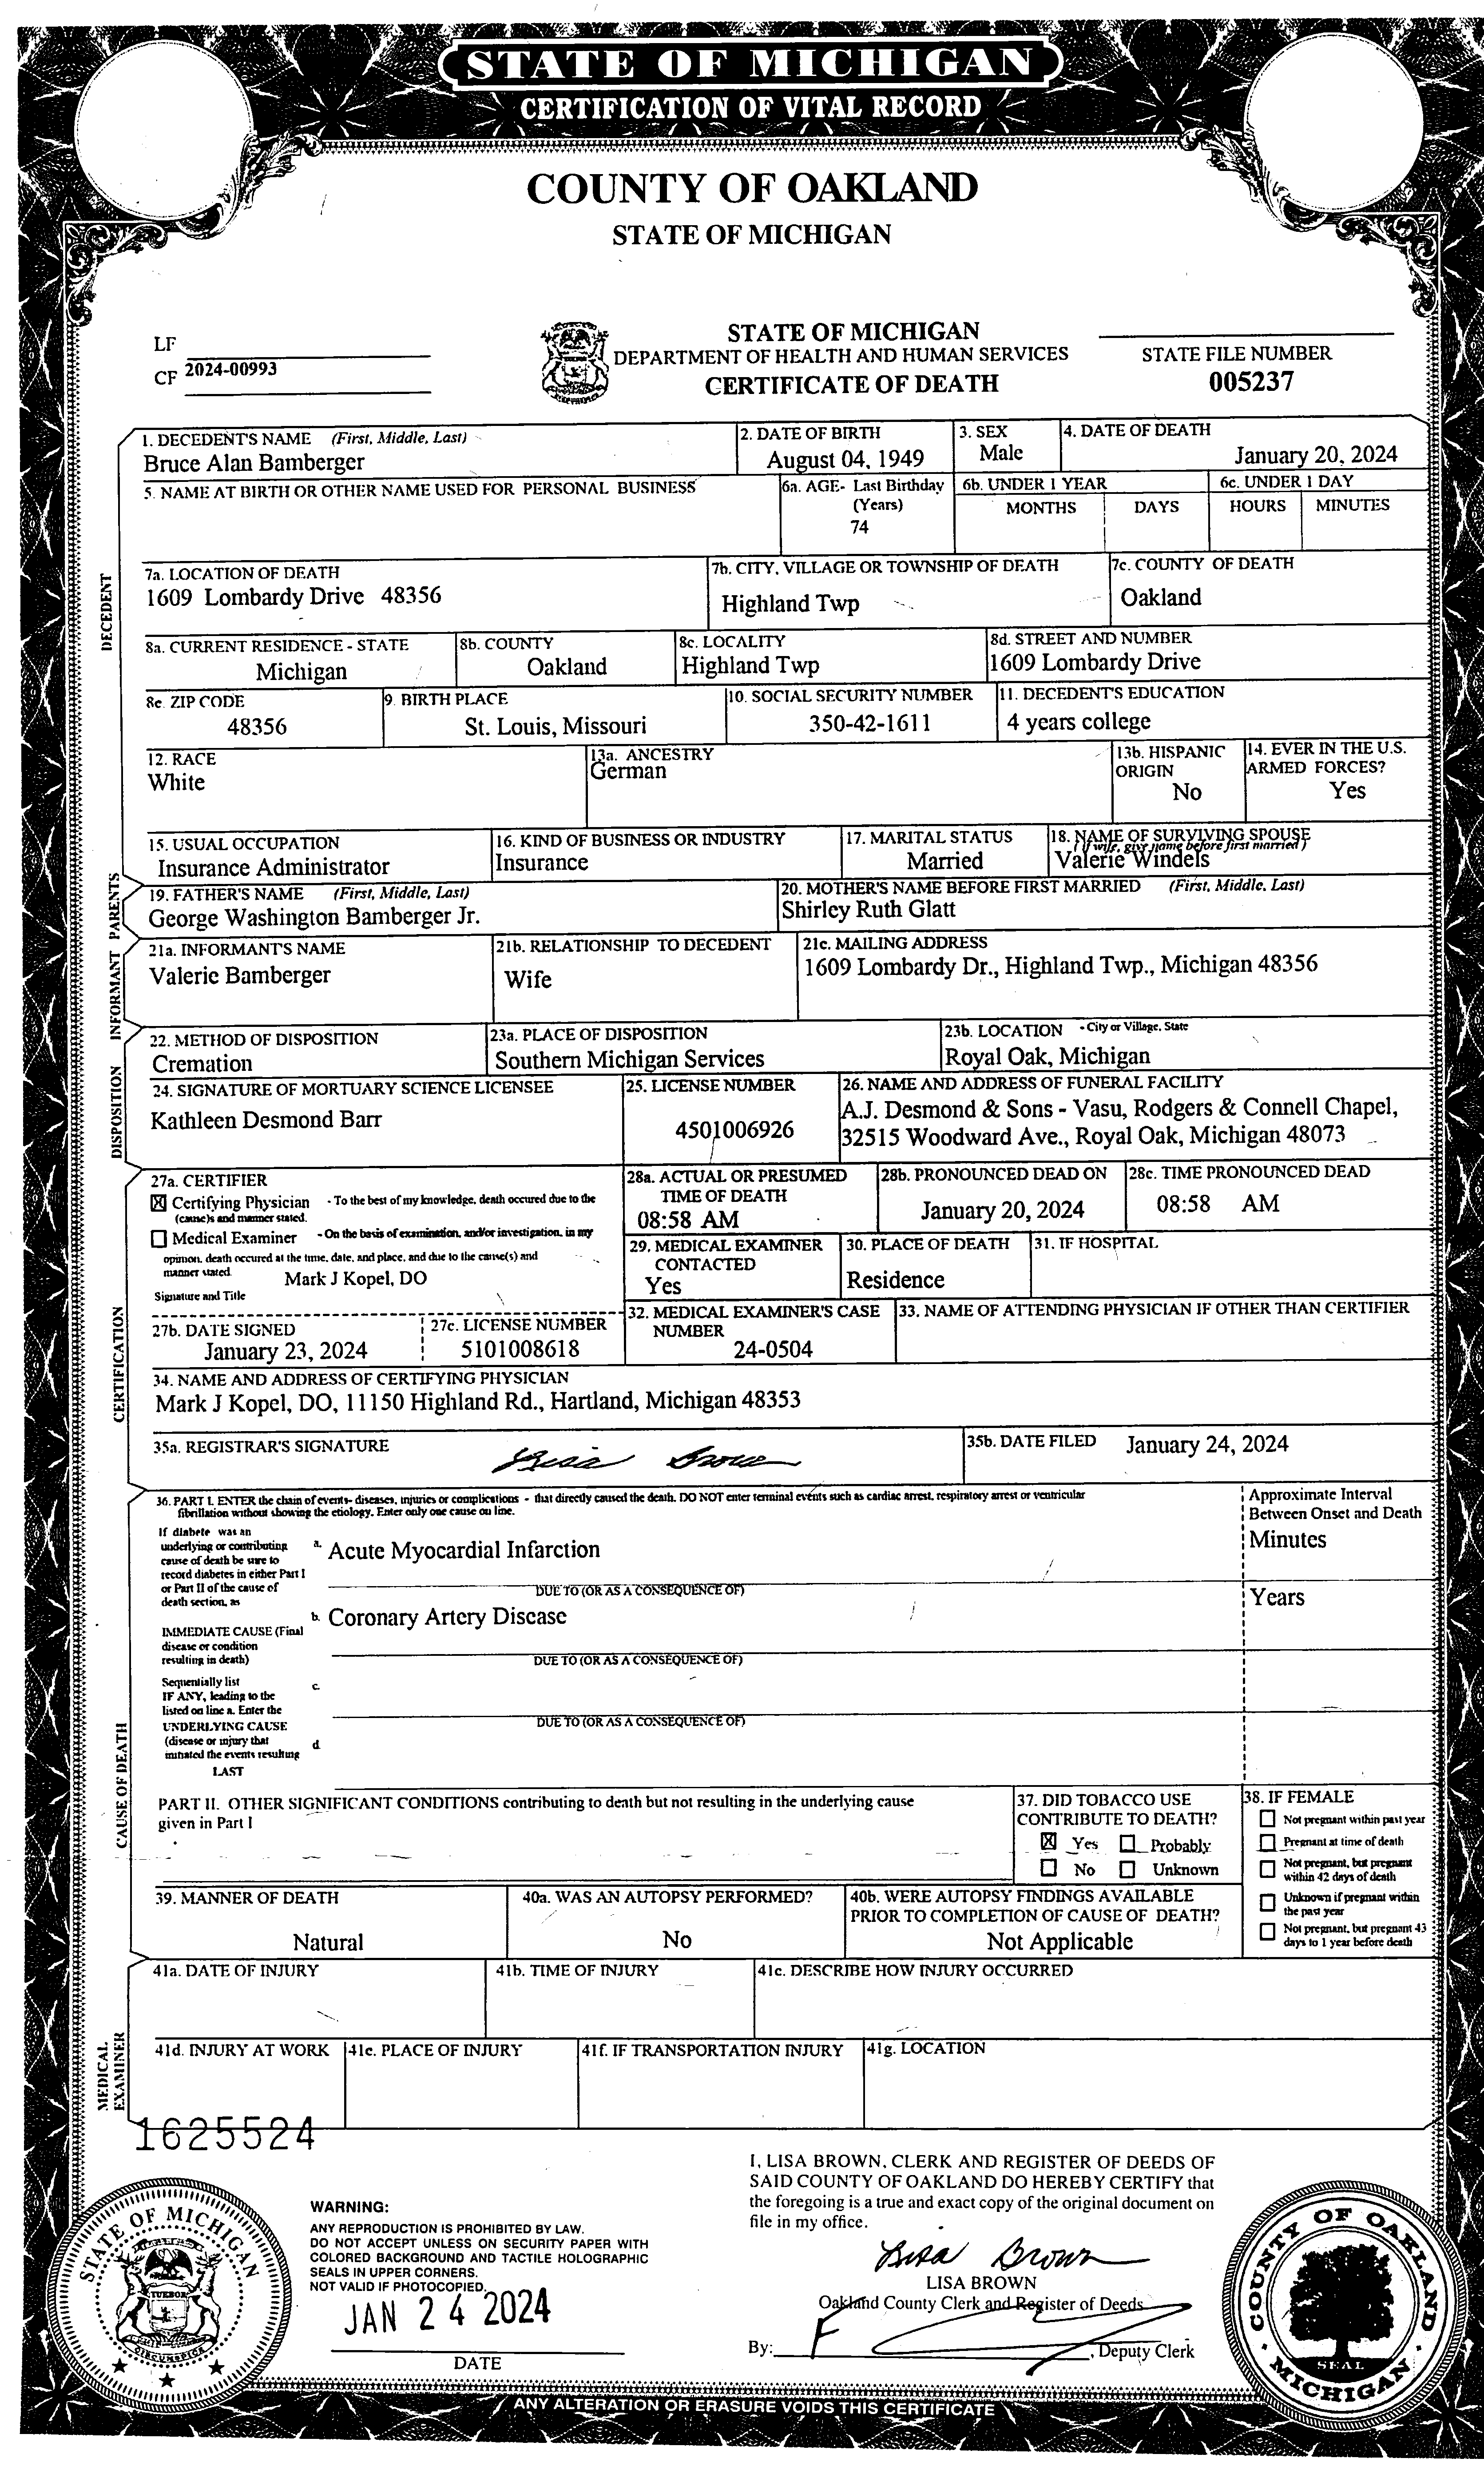 STATE OF MICHIGAN
CERTIFICATION OF VITAL RECORD
COUNTY OF OAKLAND
STATE OF MICHIGAN
LF
CF 2024-00993
STATE OF MICHIGAN
DEPARTMENT OF HEALTH AND HUMAN SERVICES
CERTIFICATE OF DEATH
STATE FILE NUMBER
005237
DECEDENT
1. DECEDENT'S NAME (First, Middle, Last)
Bruce Alan Bamberger
2. DATE OF BIRTH
August 04, 1949
3. SEX
Male
4. DATE OF DEATH
January 20, 2024
5. NAME AT BIRTH OR OTHER NAME USED FOR PERSONAL BUSINESS
6a. AGE- Last Birthday
(Years)
74
6b. UNDER 1 YEAR
MONTHS DAYS
6c. UNDER 1 DAY
HOURS MINUTES
7a. LOCATION OF DEATH
1609 Lombardy Drive 48356
7b. CITY, VILLAGE OR TOWNSHIP OF DEATH
Highland Twp
7c. COUNTY OF DEATH
Oakland
8a. CURRENT RESIDENCE - STATE
Michigan
8b. COUNTY
Oakland
8c. LOCALITY
Highland Twp
8d. STREET AND NUMBER
1609 Lombardy Drive
8e. ZIP CODE
48356
9. BIRTH PLACE
St. Louis, Missouri
10. SOCIAL SECURITY NUMBER
350-42-1611
11. DECEDENT'S EDUCATION
4 years college
12. RACE
White
13a. ANCESTRY
German
13b. HISPANIC
ORIGIN
No
14. EVER IN THE U.S.
ARMED FORCES?
Yes
15. USUAL OCCUPATION
Insurance Administrator
16. KIND OF BUSINESS OR INDUSTRY
Insurance
17. MARITAL STATUS
Married
18. NAME OF SURVIVING SPOUSE
(If wife, give name before first married)
Valerie Windels
PARENTS
19. FATHER'S NAME (First, Middle, Last)
George Washington Bamberger Jr.
20. MOTHER'S NAME BEFORE FIRST MARRIED (First, Middle, Last)
Shirley Ruth Glatt
INFORMANT
21a. INFORMANT'S NAME
Valerie Bamberger
21b. RELATIONSHIP TO DECEDENT
Wife
21c. MAILING ADDRESS
1609 Lombardy Dr., Highland Twp., Michigan 48356
DISPOSITION
22. METHOD OF DISPOSITION
Cremation
23a. PLACE OF DISPOSITION
Southern Michigan Services
23b. LOCATION - City or Village, State
Royal Oak, Michigan
24. SIGNATURE OF MORTUARY SCIENCE LICENSEE
Kathleen Desmond Barr
25. LICENSE NUMBER
4501006926
26. NAME AND ADDRESS OF FUNERAL FACILITY
A.J. Desmond & Sons - Vasu, Rodgers & Connell Chapel,
32515 Woodward Ave., Royal Oak, Michigan 48073
CERTIFICATION
27a. CERTIFIER
Certifying Physician - To the best of my knowledge, death occured due to the
(cause)s and manner stated.
Medical Examiner - On the basis of examination, and/or investigation, in my
opinion, death occured at the time, date, and place, and due to the cause(s) and
manner stated.
Mark J Kopel, DO
Signature and Title
28a. ACTUAL OR PRESUMED
TIME OF DEATH
08:58 AM
28b. PRONOUNCED DEAD ON
January 20, 2024
28c. TIME PRONOUNCED DEAD
08:58 AM
29. MEDICAL EXAMINER
CONTACTED
Yes
30. PLACE OF DEATH
Residence
31. IF HOSPITAL
27b. DATE SIGNED
January 23, 2024
27c. LICENSE NUMBER
5101008618
32. MEDICAL EXAMINER'S CASE
NUMBER
24-0504
33. NAME OF ATTENDING PHYSICIAN IF OTHER THAN CERTIFIER
34. NAME AND ADDRESS OF CERTIFYING PHYSICIAN
Mark J Kopel, DO, 11150 Highland Rd., Hartland, Michigan 48353
35a. REGISTRAR'S SIGNATURE
Lisa Brown
35b. DATE FILED January 24, 2024
CAUSE OF DEATH
36. PART I. ENTER the chain of events- diseases, injuries or complications - that directly caused the death. DO NOT enter terminal events such as cardiac arrest, respiratory arrest or ventricular
fibrillation without showing the etiology. Enter only one cause on line.
Approximate Interval
Between Onset and Death
If diabete was an
underlying or contributing
cause of death be sure to
record diabetes in either Part I
or Part II of the cause of
death section, as
IMMEDIATE CAUSE (Final
disease or condition
resulting in death)
Sequentially list
IF ANY, leading to the
listed on line a. Enter the
UNDERLYING CAUSE
(disease or injury that
initiated the events resulting
LAST
a. Acute Myocardial Infarction
Minutes
DUE TO (OR AS A CONSEQUENCE OF)
b. Coronary Artery Disease
Years
DUE TO (OR AS A CONSEQUENCE OF)
c.
DUE TO (OR AS A CONSEQUENCE OF)
d
PART II. OTHER SIGNIFICANT CONDITIONS contributing to death but not resulting in the underlying cause
given in Part I
37. DID TOBACCO USE
CONTRIBUTE TO DEATH?
Yes Probably
No Unknown
38. IF FEMALE
Not pregnant within past year
Pregnant at time of death
Not pregnant, but pregnant
within 42 days of death
Unknown if pregnant within
the past year
Not pregnant, but pregnant 43
days to 1 year before death
39. MANNER OF DEATH
Natural
40a. WAS AN AUTOPSY PERFORMED?
No
40b. WERE AUTOPSY FINDINGS AVAILABLE
PRIOR TO COMPLETION OF CAUSE OF DEATH?
Not Applicable
MEDICAL
EXAMINER
41a. DATE OF INJURY
41b. TIME OF INJURY
41c. DESCRIBE HOW INJURY OCCURRED
41d. INJURY AT WORK
41e. PLACE OF INJURY
41f. IF TRANSPORTATION INJURY
41g. LOCATION
1625524
STATE OF MICHIGAN
TUEBOR
CIRCUMSPICE
WARNING:
ANY REPRODUCTION IS PROHIBITED BY LAW.
DO NOT ACCEPT UNLESS ON SECURITY PAPER WITH
COLORED BACKGROUND AND TACTILE HOLOGRAPHIC
SEALS IN UPPER CORNERS.
NOT VALID IF PHOTOCOPIED.
JAN 24 2024
DATE
I, LISA BROWN, CLERK AND REGISTER OF DEEDS OF
SAID COUNTY OF OAKLAND DO HEREBY CERTIFY that
the foregoing is a true and exact copy of the original document on
file in my office.
Lisa Brown
LISA BROWN
Oakland County Clerk and Register of Deeds
By: , Deputy Clerk
COUNTY OF OAKLAND
SEAL
MICHIGAN
ANY ALTERATION OR ERASURE VOIDS THIS CERTIFICATE